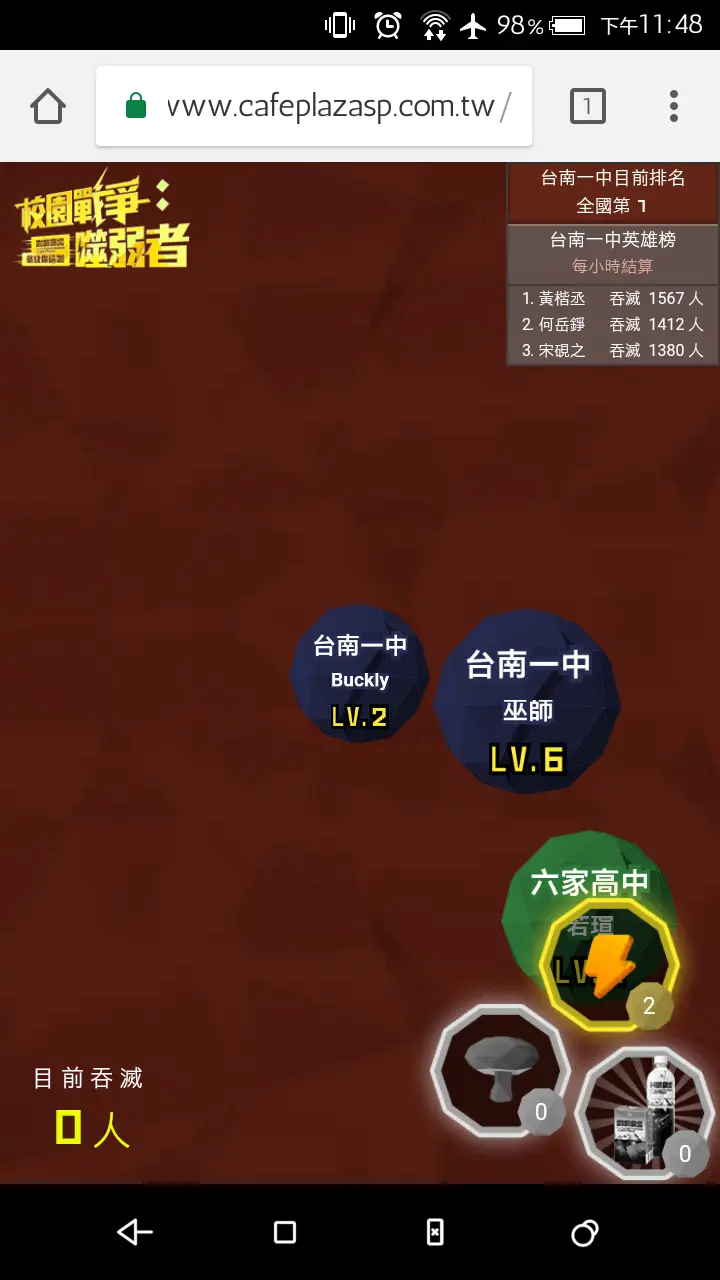 98%
下午11:48
www.cafeplazasp.com.tw/
1
校園戰爭:
噬弱者
台南一中目前排名
全國第 1
台南一中英雄榜
每小時結算
1. 黃楷丞 吞滅 1567 人
2. 何岳錚 吞滅 1412 人
3. 宋硯之 吞滅 1380 人
台南一中
Buckly
LV.2
台南一中
巫師
LV.6
六家高中
若瑄
LV.
2
0
0
目前吞滅
0 人